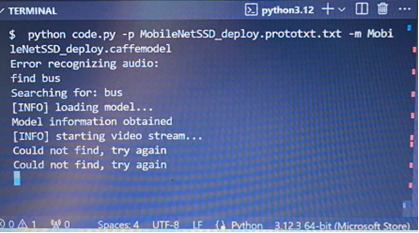 TERMINAL
python3.12
$ python code.py -p MobileNetSSD_deploy.prototxt.txt -m Mobi
leNetSSD_deploy.caffemodel
Error recognizing audio:
find bus
Searching for: bus
[INFO] loading model...
Model information obtained
[INFO] starting video stream...
Could not find, try again
Could not find, try again
0 1 0 Spaces: 4 UTF-8 LF Python 3.12.3 64-bit (Microsoft Store)